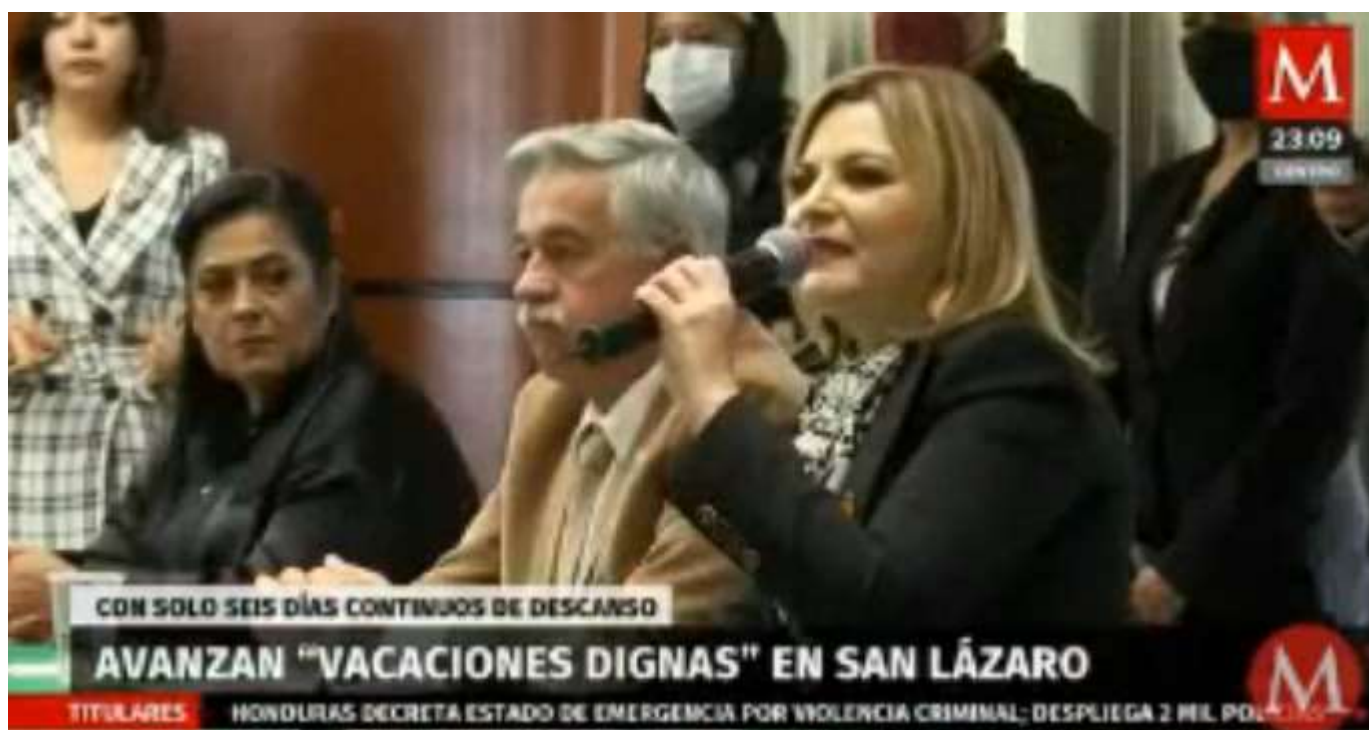 M
23:09
CENTRO
CON SOLO SEIS DÍAS CONTINUOS DE DESCANSO
AVANZAN "VACACIONES DIGNAS" EN SAN LÁZARO
M
TITULARES HONDURAS DECRETA ESTADO DE EMERGENCIA POR VIOLENCIA CRIMINAL; DESPLIEGA 2 MIL